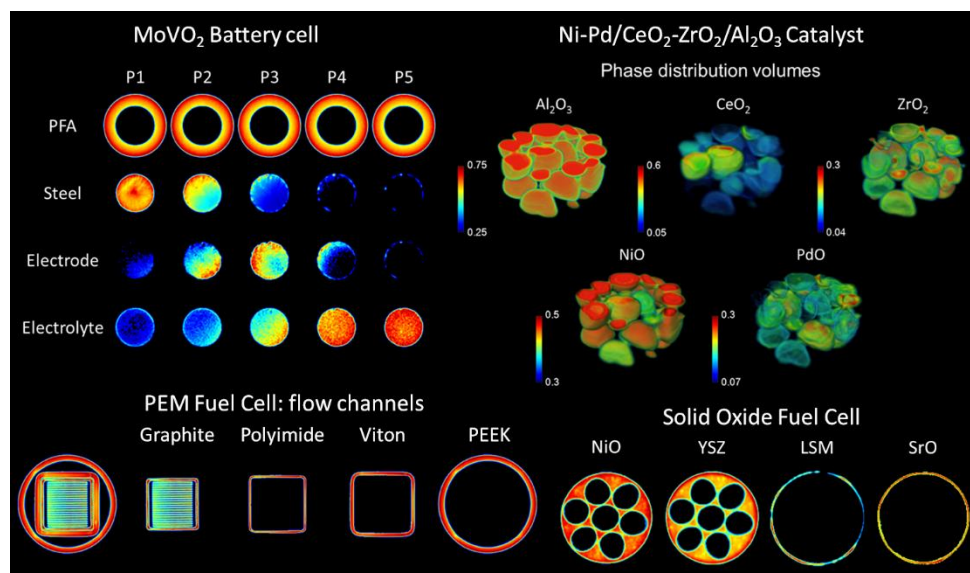 MoVO₂ Battery cell
P1 P2 P3 P4 P5
PFA
Steel
Electrode
Electrolyte
Ni-Pd/CeO₂-ZrO₂/Al₂O₃ Catalyst
Phase distribution volumes
Al₂O₃ CeO₂ ZrO₂
0.75 0.6 0.3
0.25 0.05 0.04
NiO PdO
0.5 0.3
0.3 0.07
PEM Fuel Cell: flow channels
Graphite Polyimide Viton PEEK
Solid Oxide Fuel Cell
NiO YSZ LSM SrO